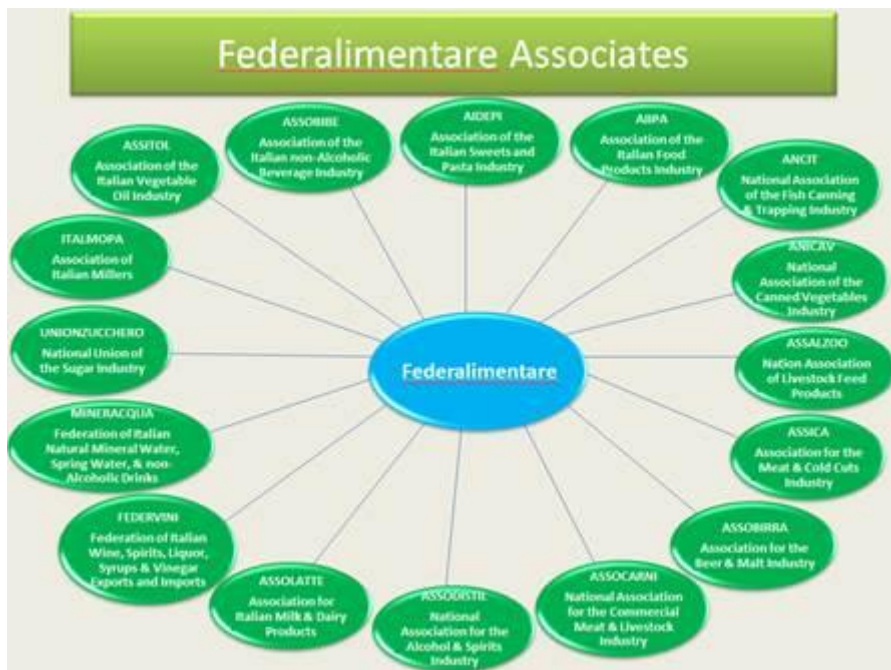 Federalimentare Associates
ASSITOL
Association of the
Italian Vegetable
Oil Industry
ASSOBIBE
Association of the
Italian non-Alcoholic
Beverage Industry
AIDEPI
Association of the
Italian Sweets and
Pasta Industry
AIIPA
Association of the
Italian Food
Products Industry
ANCIT
National Association
of the Fish Canning
& Trapping Industry
ANICAV
National
Association of the
Canned Vegetables
Industry
ASSALZOO
Nation Association
of Livestock Feed
Products
ASSICA
Association for the
Meat & Cold Cuts
Industry
ASSOBIRRA
Association for the
Beer & Malt Industry
ASSOCARNI
National Association
for the Commercial
Meat & Livestock
Industry
ASSODISTIL
National
Association for the
Alcohol & Spirits
Industry
ASSOLATTE
Association for
Italian Milk & Dairy
Products
FEDERVINI
Federation of Italian
Wine, Spirits, Liquor,
Syrups & Vinegar
Exports and Imports
MINERACQUA
Federation of Italian
Natural Mineral Water,
Spring Water, & non-
Alcoholic Drinks
UNIONZUCCHERO
National Union of
the Sugar Industry
ITALMOPA
Association of
Italian Millers
Federalimentare